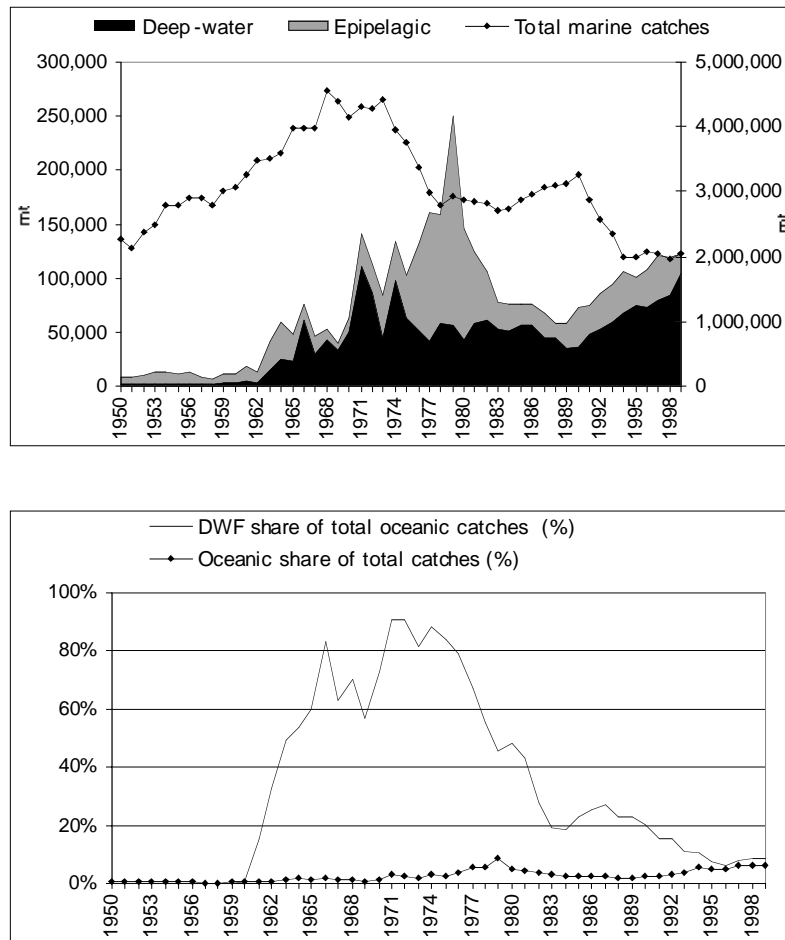 Deep-water Epipelagic Total marine catches
300,000 5,000,000
250,000 4,000,000
200,000 3,000,000
150,000 2,000,000
100,000 1,000,000
50,000
0 0
mt mt
1950 1953 1956 1959 1962 1965 1968 1971 1974 1977 1980 1983 1986 1989 1992 1995 1998
DWF share of total oceanic catches (%)
Oceanic share of total catches (%)
100%
80%
60%
40%
20%
0%
1950 1953 1956 1959 1962 1965 1968 1971 1974 1977 1980 1983 1986 1989 1992 1995 1998